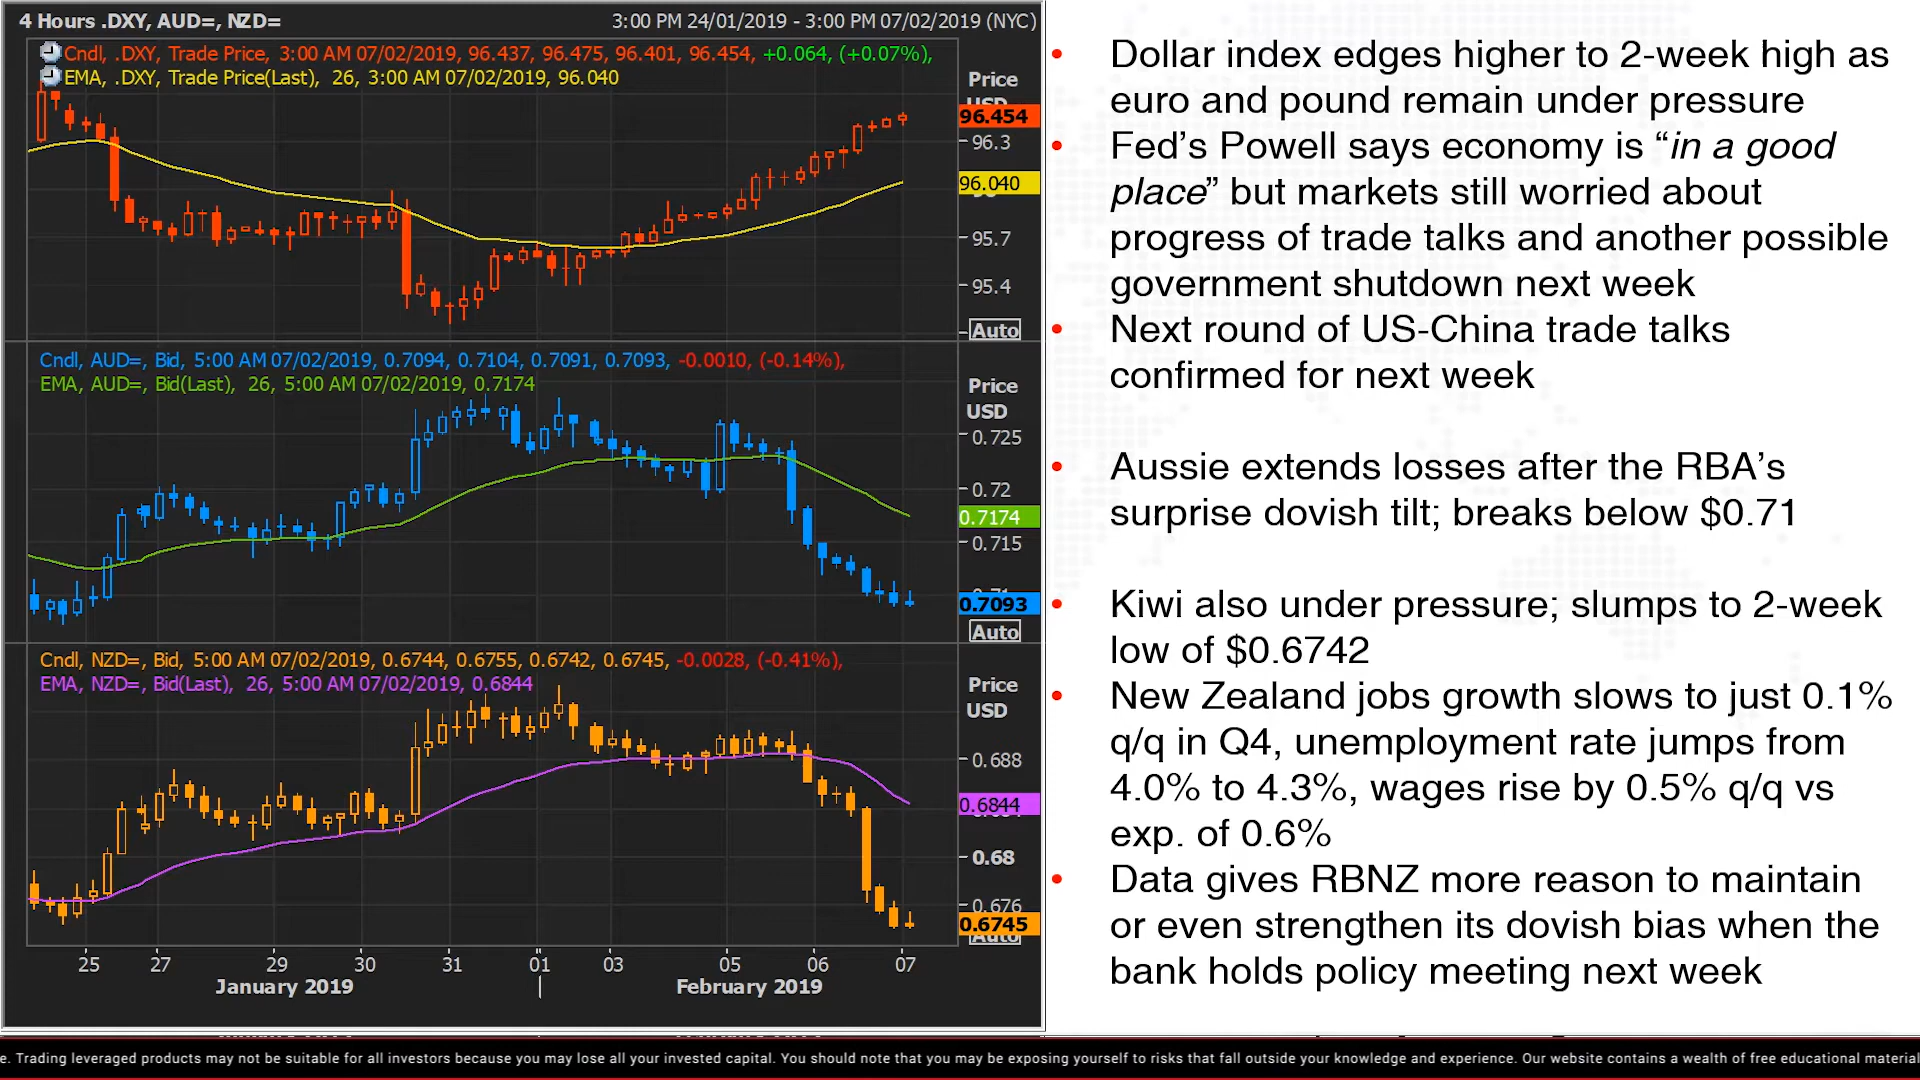 4 Hours .DXY, AUD=, NZD=
3:00 PM 24/01/2019 - 3:00 PM 07/02/2019 (NYC)
Cndl, .DXY, Trade Price, 3:00 AM 07/02/2019, 96.437, 96.475, 96.401, 96.454, +0.064, (+0.07%),
EMA, .DXY, Trade Price(Last), 26, 3:00 AM 07/02/2019, 96.040
Price
USD
96.454
96.3
96.040
95.7
95.4
Auto
Cndl, AUD=, Bid, 5:00 AM 07/02/2019, 0.7094, 0.7104, 0.7091, 0.7093, -0.0010, (-0.14%),
EMA, AUD=, Bid(Last), 26, 5:00 AM 07/02/2019, 0.7174
Price
USD
0.725
0.72
0.7174
0.715
0.7093
Auto
Cndl, NZD=, Bid, 5:00 AM 07/02/2019, 0.6744, 0.6755, 0.6742, 0.6745, -0.0028, (-0.41%),
EMA, NZD=, Bid(Last), 26, 5:00 AM 07/02/2019, 0.6844
Price
USD
0.688
0.6844
0.68
0.676
0.6745
Auto
25 27 29 30 31 01 03 05 06 07
January 2019 February 2019
• Dollar index edges higher to 2-week high as
euro and pound remain under pressure
• Fed’s Powell says economy is “in a good
place” but markets still worried about
progress of trade talks and another possible
government shutdown next week
• Next round of US-China trade talks
confirmed for next week
• Aussie extends losses after the RBA’s
surprise dovish tilt; breaks below $0.71
• Kiwi also under pressure; slumps to 2-week
low of $0.6742
• New Zealand jobs growth slows to just 0.1%
q/q in Q4, unemployment rate jumps from
4.0% to 4.3%, wages rise by 0.5% q/q vs
exp. of 0.6%
• Data gives RBNZ more reason to maintain
or even strengthen its dovish bias when the
bank holds policy meeting next week
e. Trading leveraged products may not be suitable for all investors because you may lose all your invested capital. You should note that you may be exposing yourself to risks that fall outside your knowledge and experience. Our website contains a wealth of free educational material